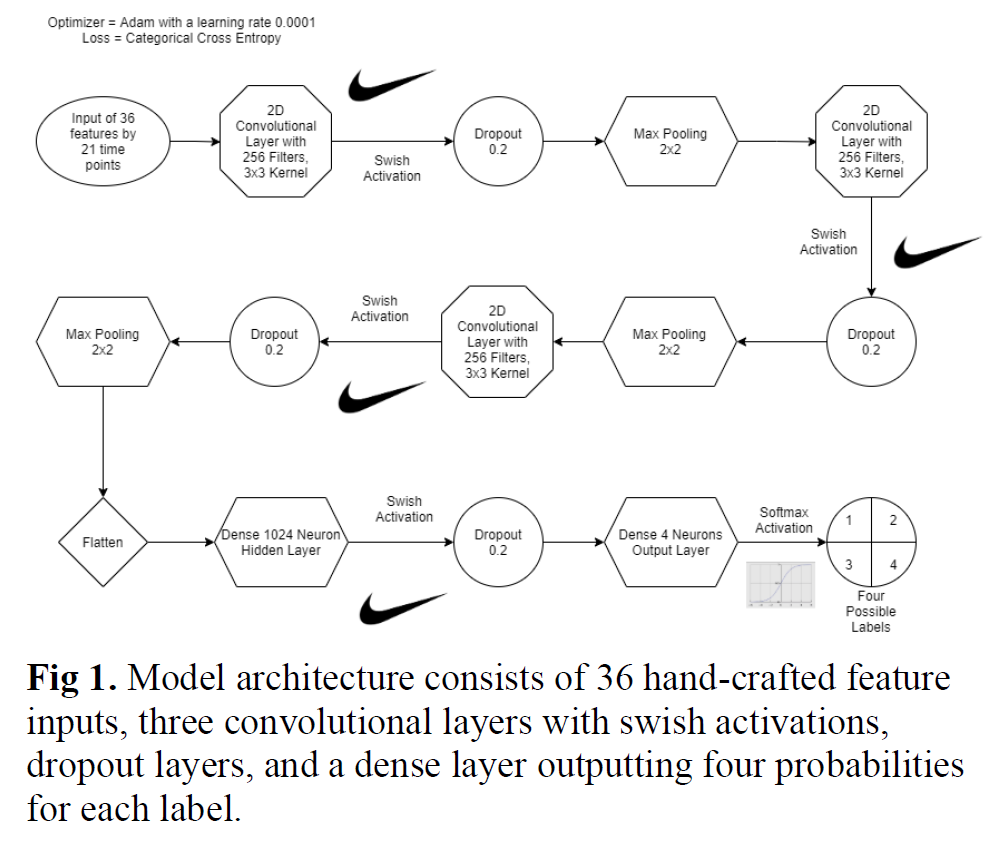 Optimizer = Adam with a learning rate 0.0001
Loss = Categorical Cross Entropy
Input of 36
features by
21 time
points
2D
Convolutional
Layer with
256 Filters,
3x3 Kernel
Swish
Activation
Dropout
0.2
Max Pooling
2x2
2D
Convolutional
Layer with
256 Filters,
3x3 Kernel
Swish
Activation
Dropout
0.2
Max Pooling
2x2
2D
Convolutional
Layer with
256 Filters,
3x3 Kernel
Swish
Activation
Dropout
0.2
Max Pooling
2x2
Flatten
Dense 1024 Neuron
Hidden Layer
Swish
Activation
Dropout
0.2
Dense 4 Neurons
Output Layer
Softmax
Activation
1
2
3
4
Four
Possible
Labels
Fig 1. Model architecture consists of 36 hand-crafted feature
inputs, three convolutional layers with swish activations,
dropout layers, and a dense layer outputting four probabilities
for each label.